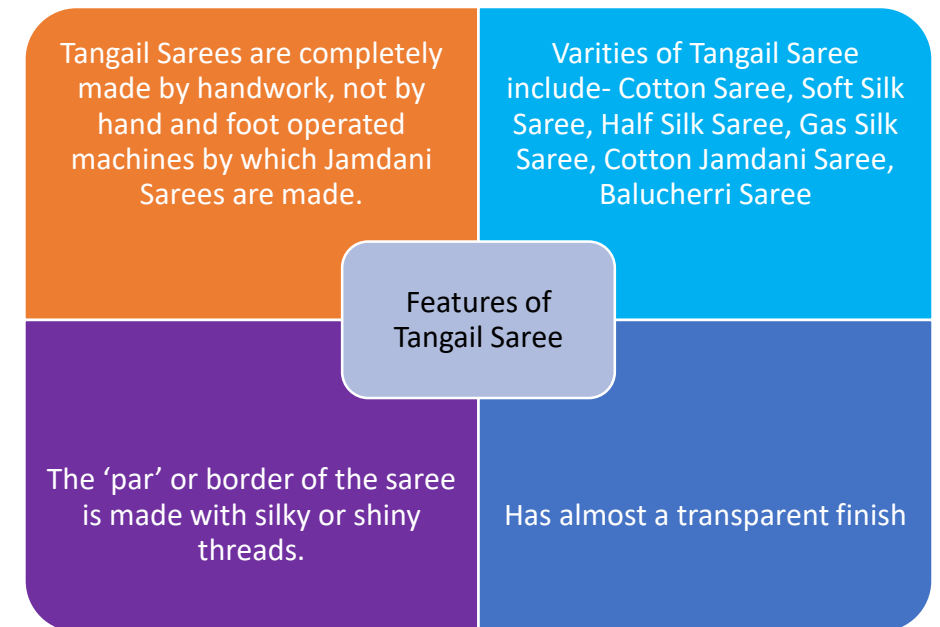 Tangail Sarees are completely
made by handwork, not by
hand and foot operated
machines by which Jamdani
Sarees are made.
Varities of Tangail Saree
include- Cotton Saree, Soft Silk
Saree, Half Silk Saree, Gas Silk
Saree, Cotton Jamdani Saree,
Balucherri Saree
Features of
Tangail Saree
The ‘par’ or border of the saree
is made with silky or shiny
threads.
Has almost a transparent finish